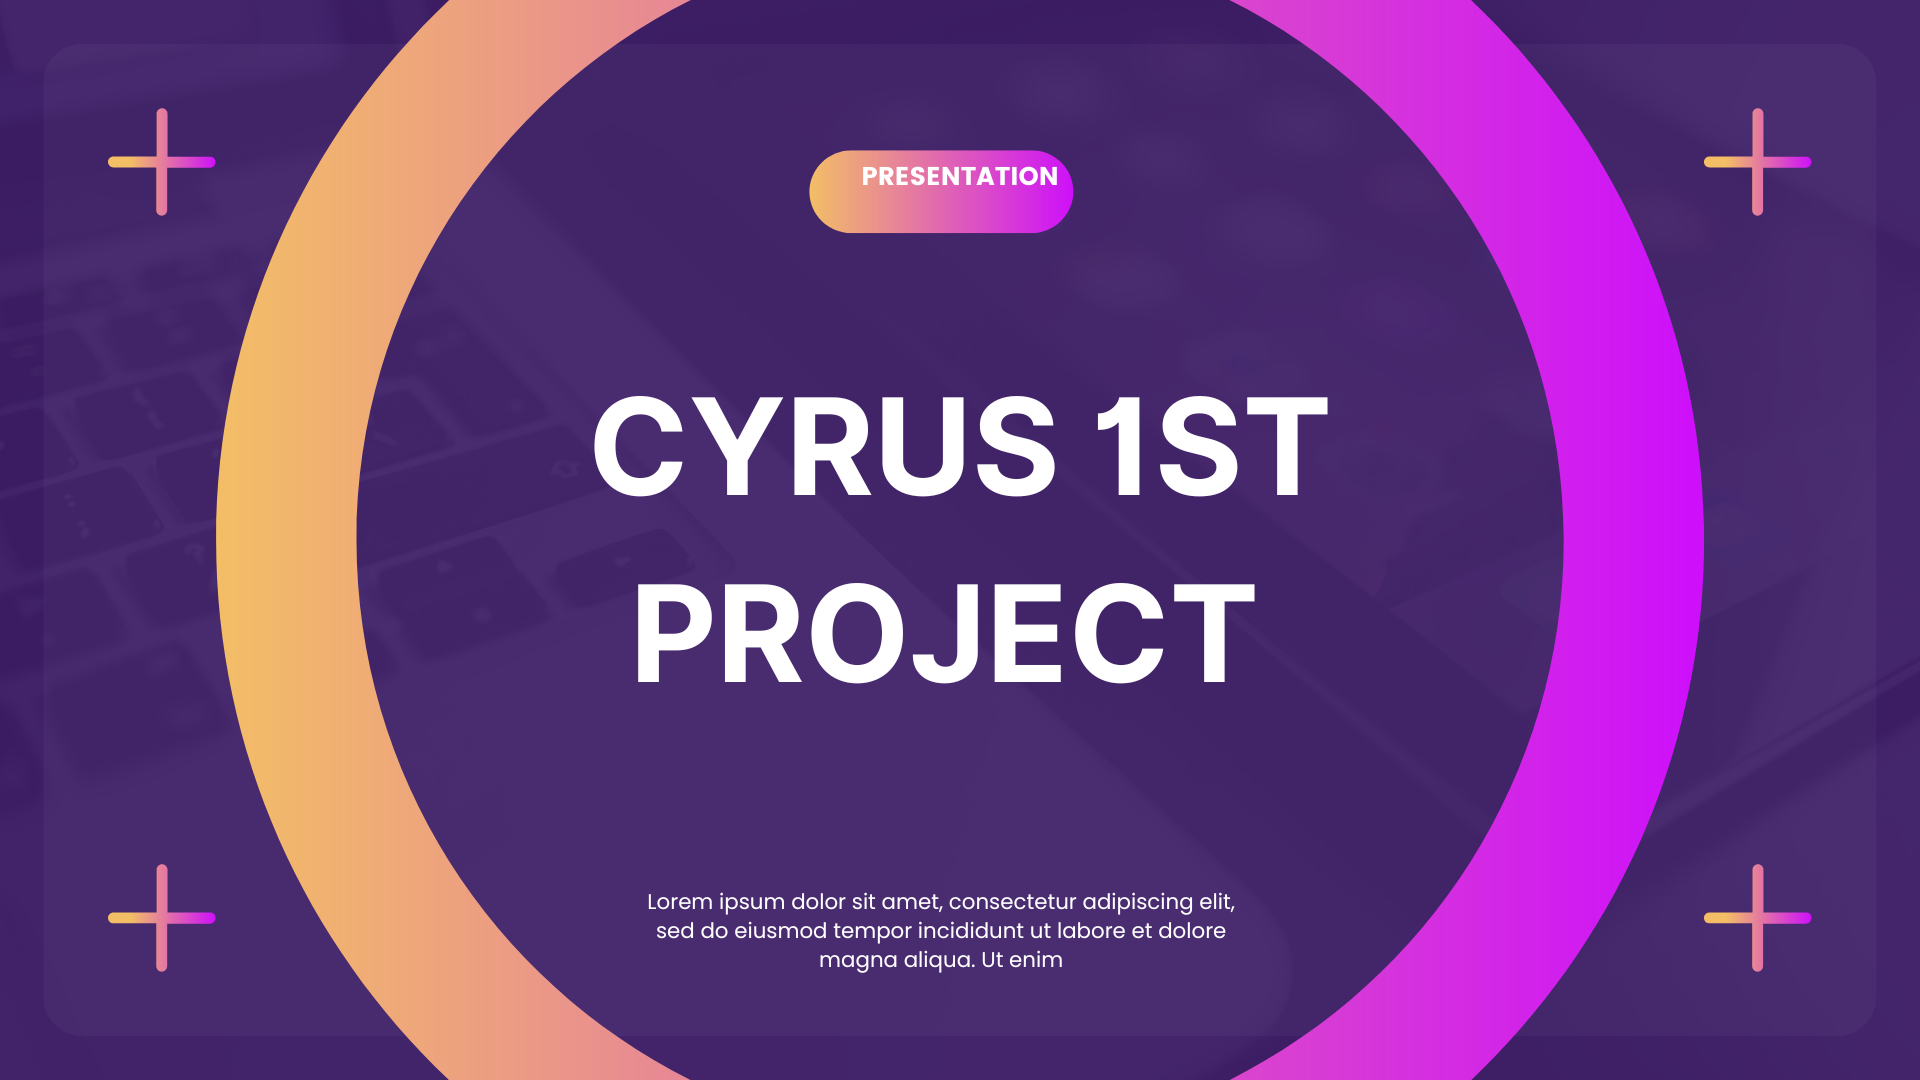 PRESENTATION
CYRUS 1ST
PROJECT
Lorem ipsum dolor sit amet, consectetur adipiscing elit,
sed do eiusmod tempor incididunt ut labore et dolore
magna aliqua. Ut enim